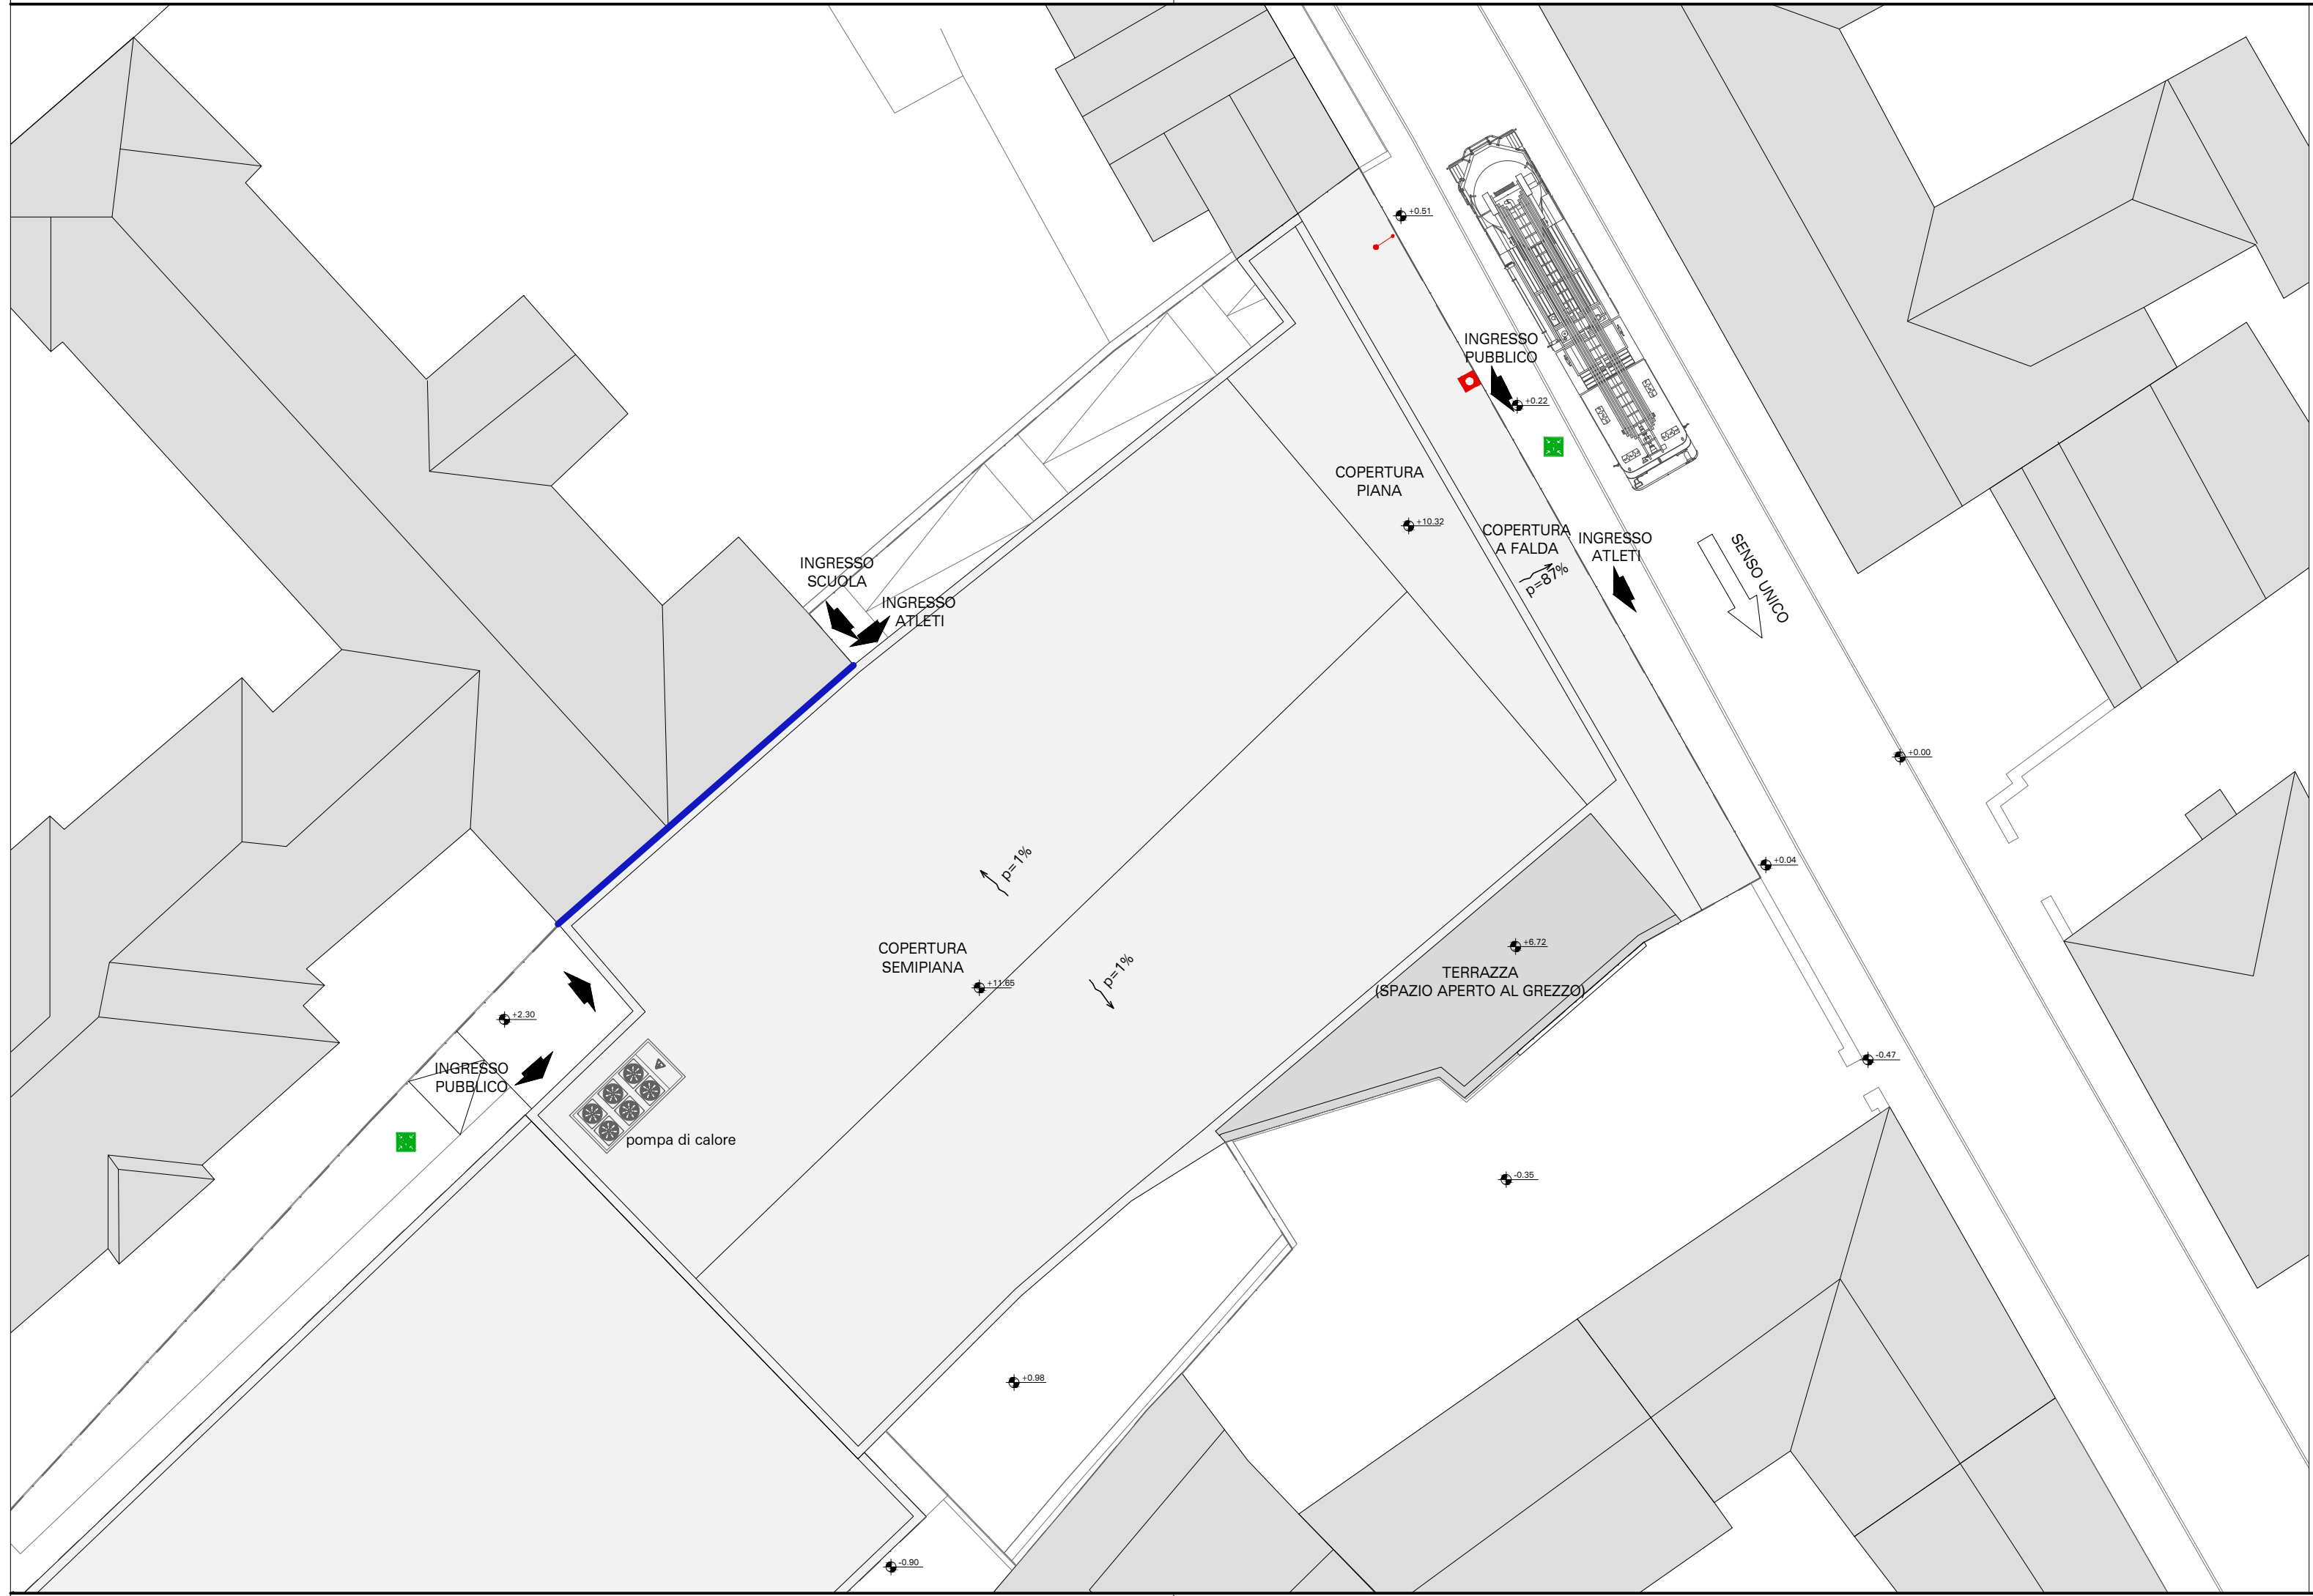 +0.51
INGRESSO
PUBBLICO
+0.22
COPERTURA
PIANA
+10.32
COPERTURA
A FALDA
p=87%
INGRESSO
ATLETI
SENSO UNICO
INGRESSO
SCUOLA
INGRESSO
ATLETI
+0.00
+0.04
p=1%
COPERTURA
SEMIPIANA
+11.65
p=1%
+6.72
TERRAZZA
(SPAZIO APERTO AL GREZZO)
+2.30
INGRESSO
PUBBLICO
-0.47
pompa di calore
-0.35
+0.98
-0.90